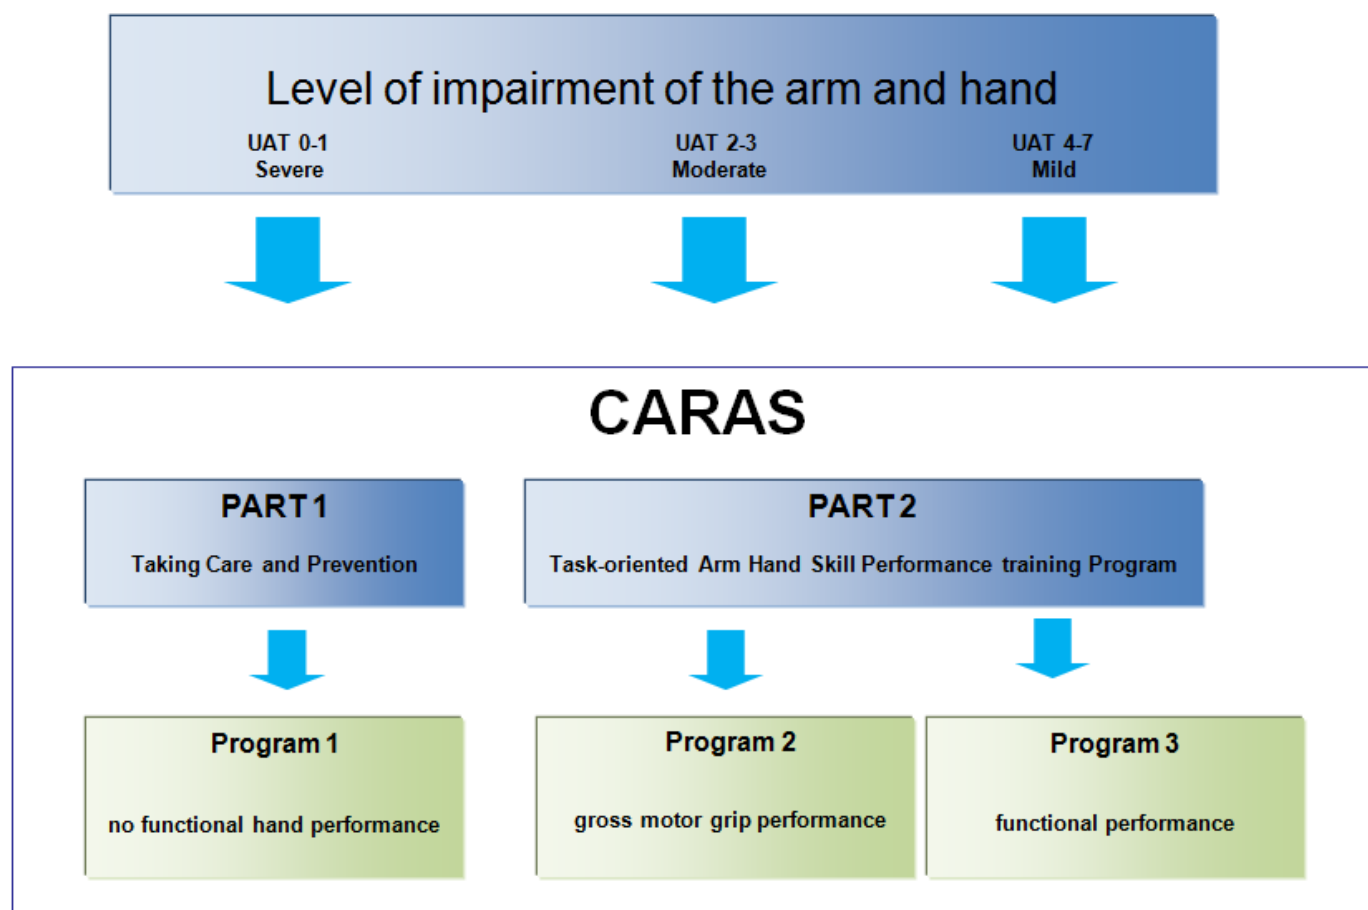 Level of impairment of the arm and hand
UAT 0-1
Severe
UAT 2-3
Moderate
UAT 4-7
Mild
CARAS
PART 1
Taking Care and Prevention
PART 2
Task-oriented Arm Hand Skill Performance training Program
Program 1
no functional hand performance
Program 2
gross motor grip performance
Program 3
functional performance